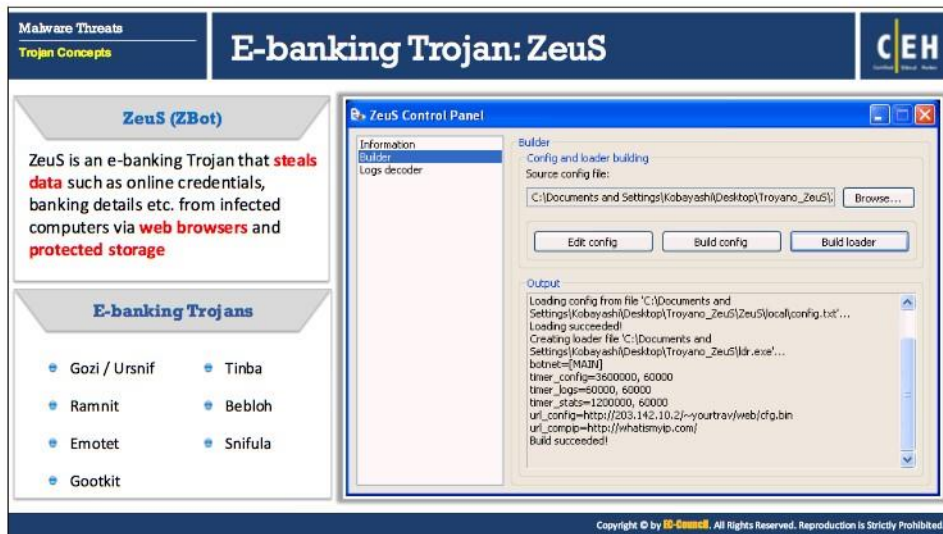 Malware Threats
Trojan Concepts
E-banking Trojan: ZeuS
CEH
ZeuS (ZBot)
ZeuS is an e-banking Trojan that steals
data such as online credentials,
banking details etc. from infected
computers via web browsers and
protected storage
E-banking Trojans
Gozi / Ursnif
Tinba
Ramnit
Bebloh
Emotet
Snifula
Gootkit
ZeuS Control Panel
Information
Builder
Logs decoder
Builder
Config and loader building
Source config file:
C:\Documents and Settings\Kobayashi\Desktop\Troyano_ZeuS\
Browse...
Edit config
Build config
Build loader
Output
Loading config from file 'C:\Documents and
Settings\Kobayashi\Desktop\Troyano_ZeuS\ZeuS\local\config.txt'...
Loading succeeded!
Creating loader file 'C:\Documents and
Settings\Kobayashi\Desktop\Troyano_ZeuS\ldr.exe'...
botnet=[MAIN]
timer_config=3600000, 60000
timer_logs=60000, 60000
timer_stats=1200000, 60000
url_config=http://203.142.10.2/~yourtrav/web/cfg.bin
url_compip=http://whatismyip.com/
Build succeeded!
Copyright © by EC-Council. All Rights Reserved. Reproduction is Strictly Prohibited.